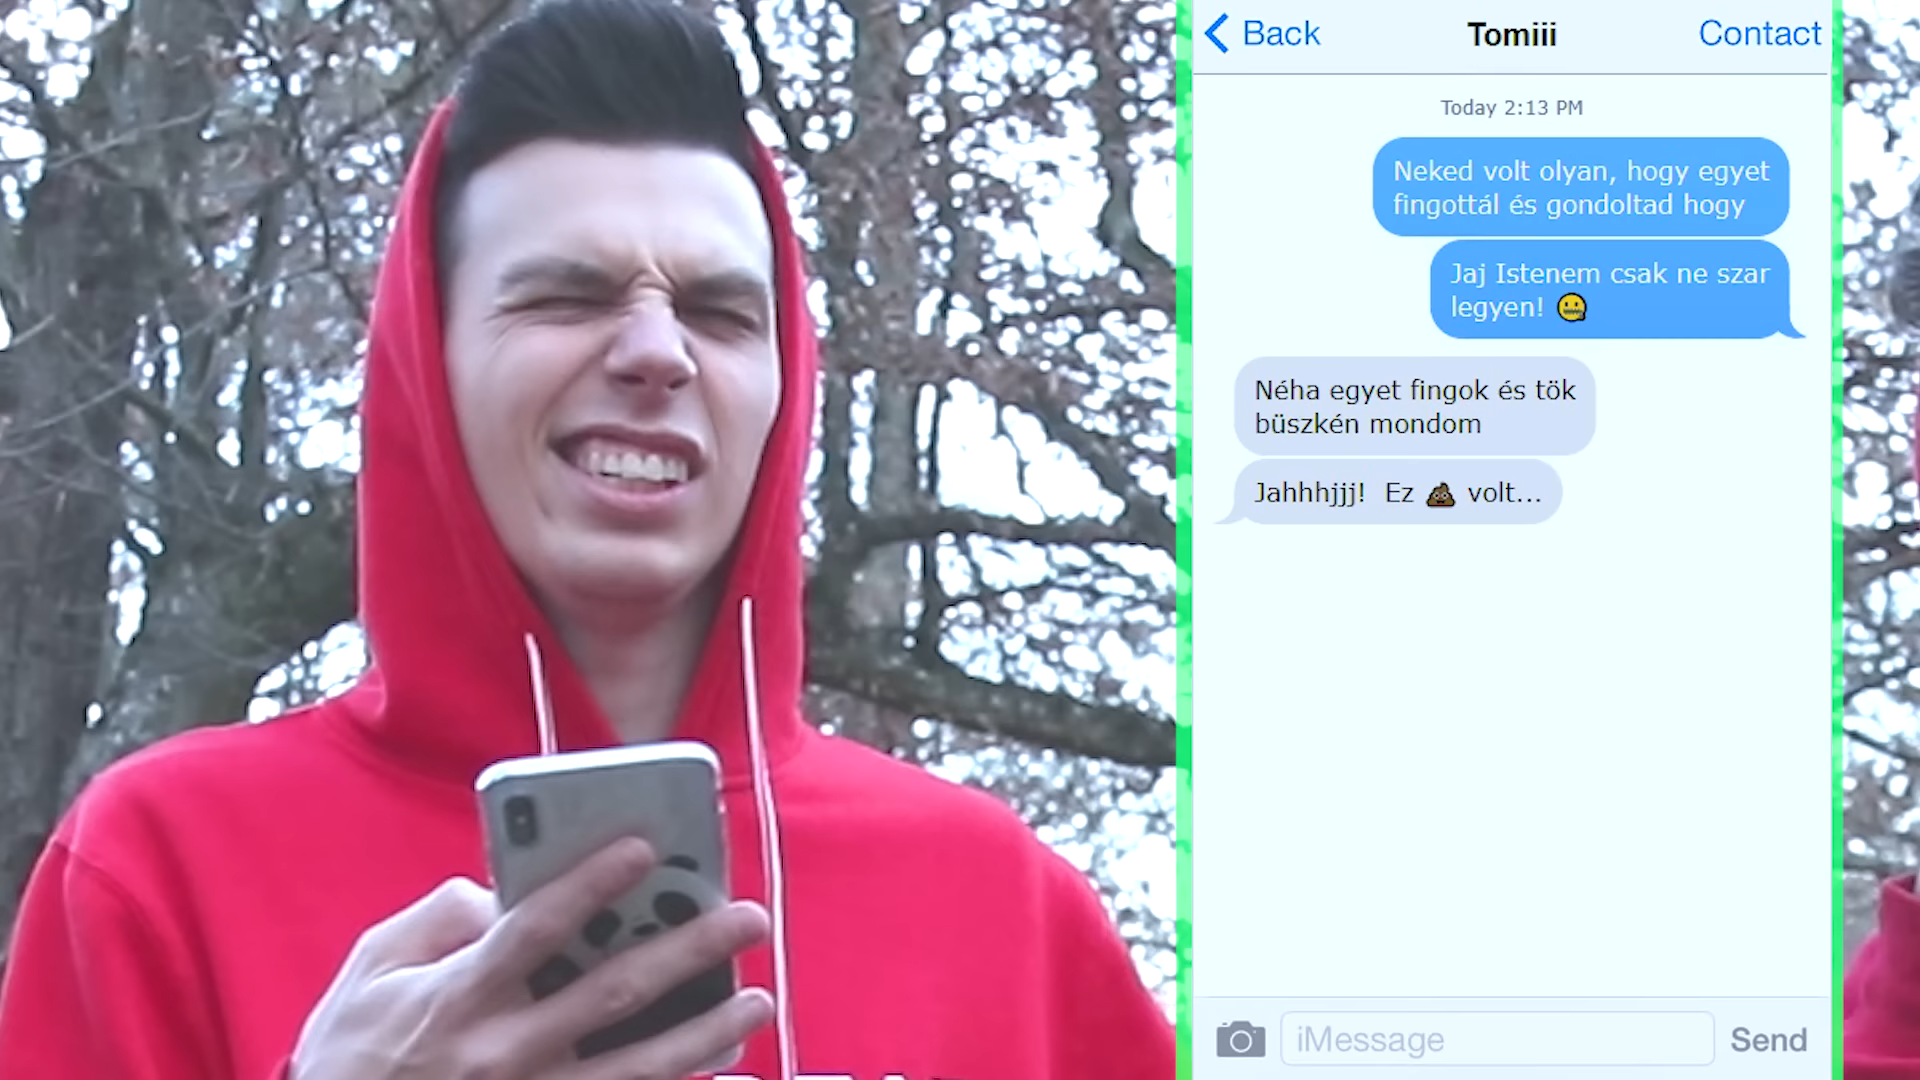 Back Tomiii Contact
Today 2:13 PM
Neked volt olyan, hogy egyet
fingottál és gondoltad hogy
Jaj Istenem csak ne szar
legyen! 🤐
Néha egyet fingok és tök
büszkén mondom
Jahhhjjj! Ez 💩 volt...
iMessage Send